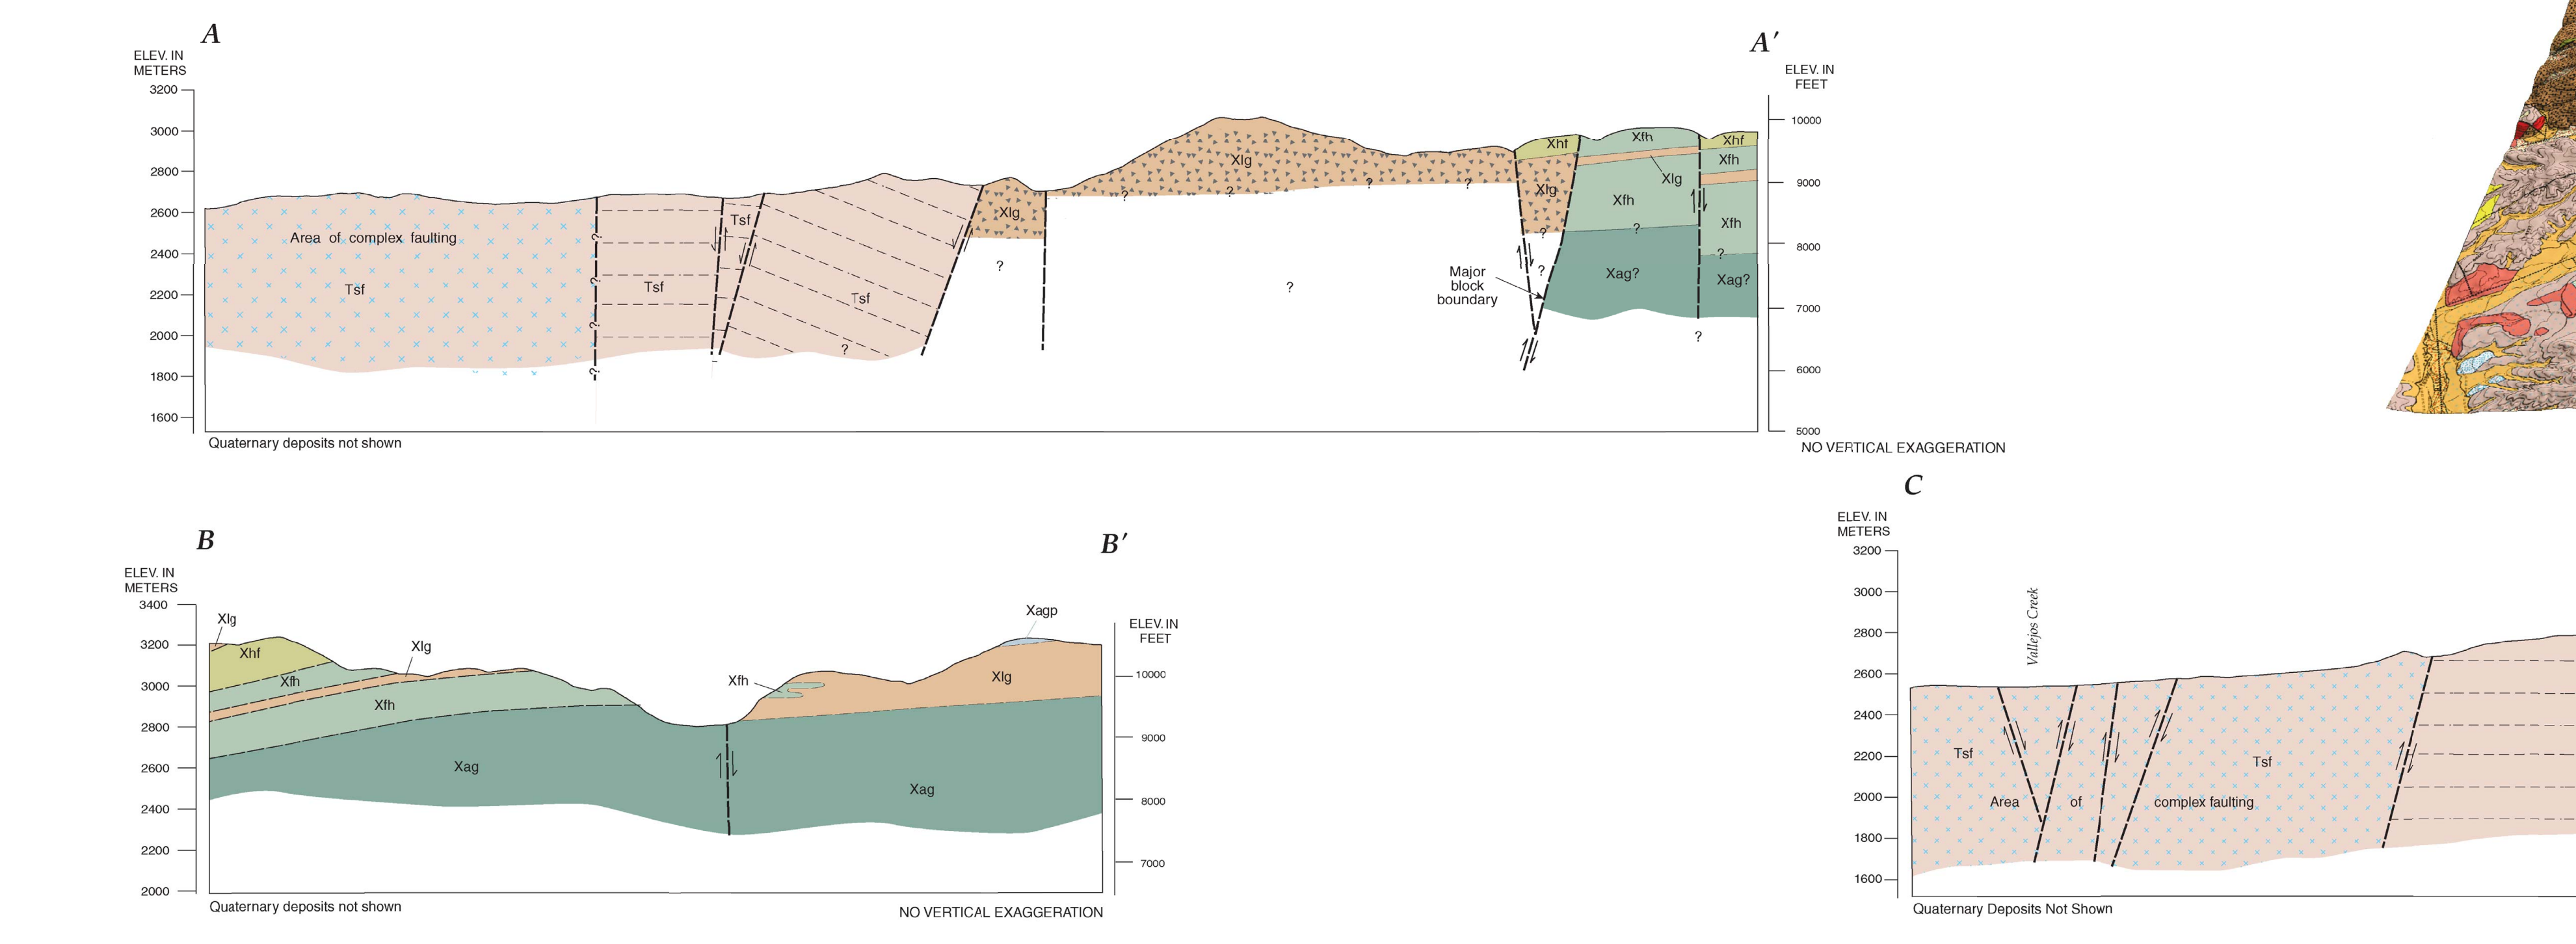 A
A′
ELEV. IN
METERS
3200
3000
2800
2600
2400
2200
2000
1800
1600
ELEV. IN
FEET
10000
9000
8000
7000
6000
5000
Area of complex faulting
Tsf
?
?
?
?
Tsf
Tsf
Tsf
?
Xlg
?
Xlg
?
?
?
?
?
Xhf
Xlg
?
?
Major
block
boundary
Xfh
Xlg
Xfh
?
Xag?
Xhf
Xfh
Xfh
?
Xag?
?
Quaternary deposits not shown
NO VERTICAL EXAGGERATION
B
B′
ELEV. IN
METERS
3400
3200
3000
2800
2600
2400
2200
2000
ELEV. IN
FEET
10000
9000
8000
7000
Xlg
Xhf
Xfh
Xlg
Xfh
Xag
Xfh
Xagp
Xlg
Xag
Quaternary deposits not shown
NO VERTICAL EXAGGERATION
C
ELEV. IN
METERS
3200
3000
2800
2600
2400
2200
2000
1800
1600
Vallejos Creek
Tsf
Tsf
Area of complex faulting
Quaternary Deposits Not Shown